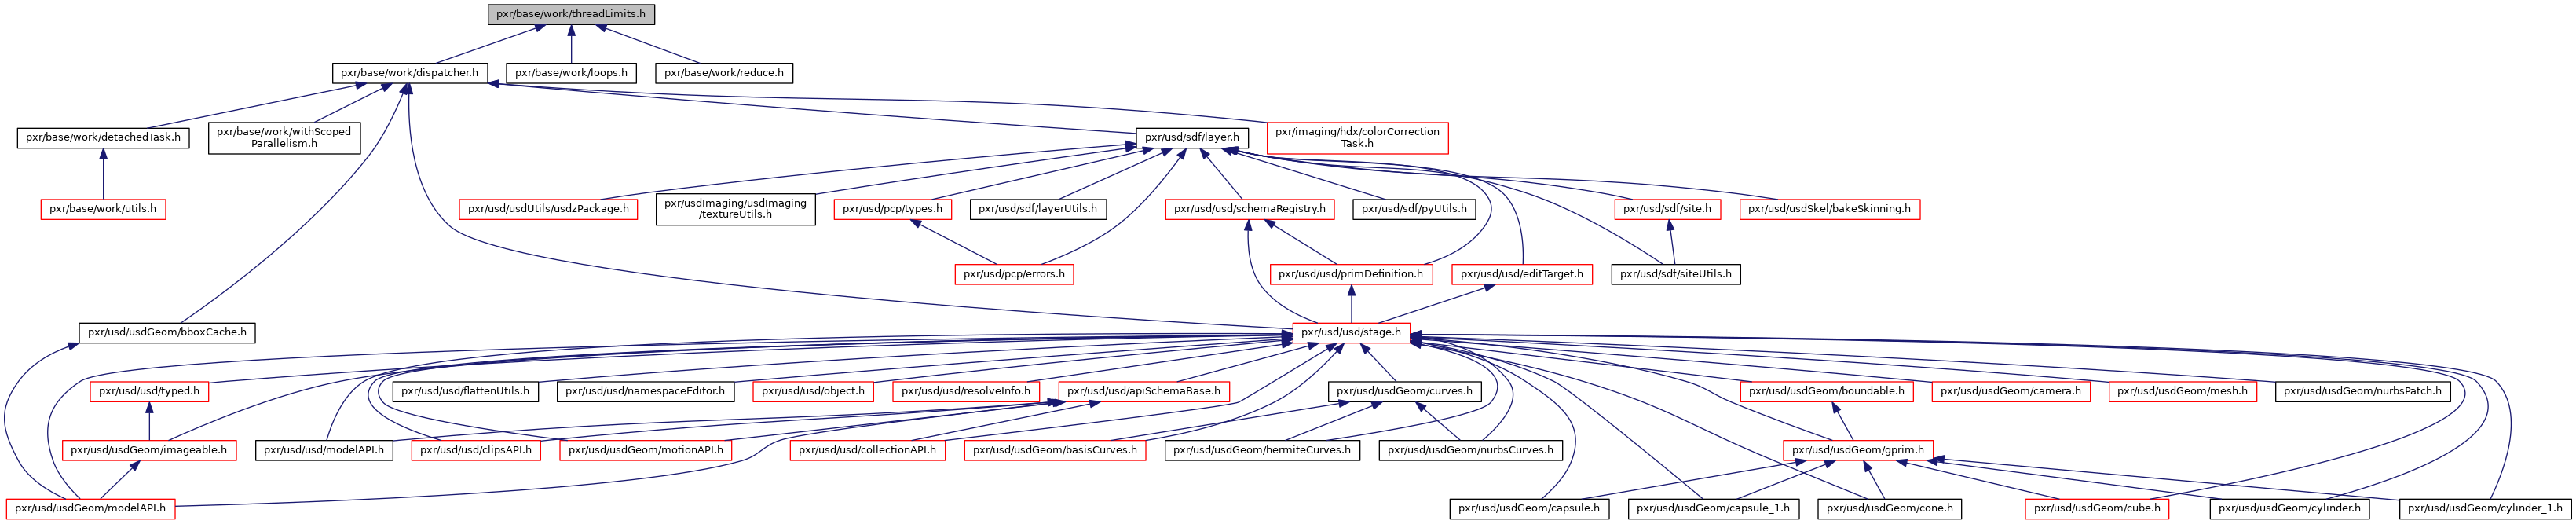 pxr/base/work/threadLimits.h
pxr/base/work/dispatcher.h
pxr/base/work/loops.h
pxr/base/work/reduce.h
pxr/base/work/detachedTask.h
pxr/base/work/withScoped
Parallelism.h
pxr/usd/sdf/layer.h
pxr/imaging/hdx/colorCorrection
Task.h
pxr/base/work/utils.h
pxr/usd/usdUtils/usdzPackage.h
pxr/usdImaging/usdImaging
/textureUtils.h
pxr/usd/pcp/types.h
pxr/usd/sdf/layerUtils.h
pxr/usd/usd/schemaRegistry.h
pxr/usd/sdf/pyUtils.h
pxr/usd/sdf/site.h
pxr/usd/usdSkel/bakeSkinning.h
pxr/usd/pcp/errors.h
pxr/usd/usd/primDefinition.h
pxr/usd/usd/editTarget.h
pxr/usd/sdf/siteUtils.h
pxr/usd/usdGeom/bboxCache.h
pxr/usd/usd/stage.h
pxr/usd/usd/typed.h
pxr/usd/usd/flattenUtils.h
pxr/usd/usd/namespaceEditor.h
pxr/usd/usd/object.h
pxr/usd/usd/resolveInfo.h
pxr/usd/usd/apiSchemaBase.h
pxr/usd/usdGeom/curves.h
pxr/usd/usdGeom/boundable.h
pxr/usd/usdGeom/camera.h
pxr/usd/usdGeom/mesh.h
pxr/usd/usdGeom/nurbsPatch.h
pxr/usd/usdGeom/imageable.h
pxr/usd/usd/modelAPI.h
pxr/usd/usd/clipsAPI.h
pxr/usd/usdGeom/motionAPI.h
pxr/usd/usd/collectionAPI.h
pxr/usd/usdGeom/basisCurves.h
pxr/usd/usdGeom/hermiteCurves.h
pxr/usd/usdGeom/nurbsCurves.h
pxr/usd/usdGeom/gprim.h
pxr/usd/usdGeom/modelAPI.h
pxr/usd/usdGeom/capsule.h
pxr/usd/usdGeom/capsule_1.h
pxr/usd/usdGeom/cone.h
pxr/usd/usdGeom/cube.h
pxr/usd/usdGeom/cylinder.h
pxr/usd/usdGeom/cylinder_1.h